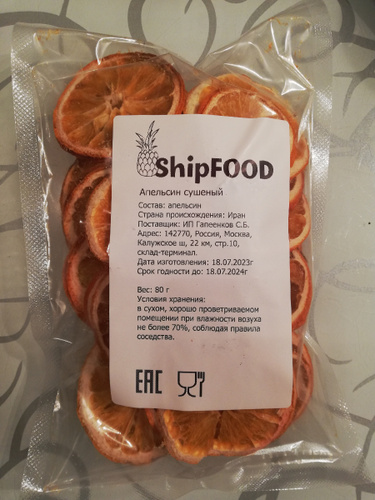 ShipFOOD
Апельсин сушеный
Состав: апельсин
Страна происхождения: Иран
Поставщик: ИП Гапеенков С.Б.
Адрес: 142770, Россия, Москва,
Калужское ш, 22 км, стр.10,
склад-терминал.
Дата изготовления: 18.07.2023г
Срок годности до: 18.07.2024г
Вес: 80 г
Условия хранения:
в сухом, хорошо проветриваемом
помещении при влажности возуха
не более 70%, соблюдая правила
соседства.
EAC